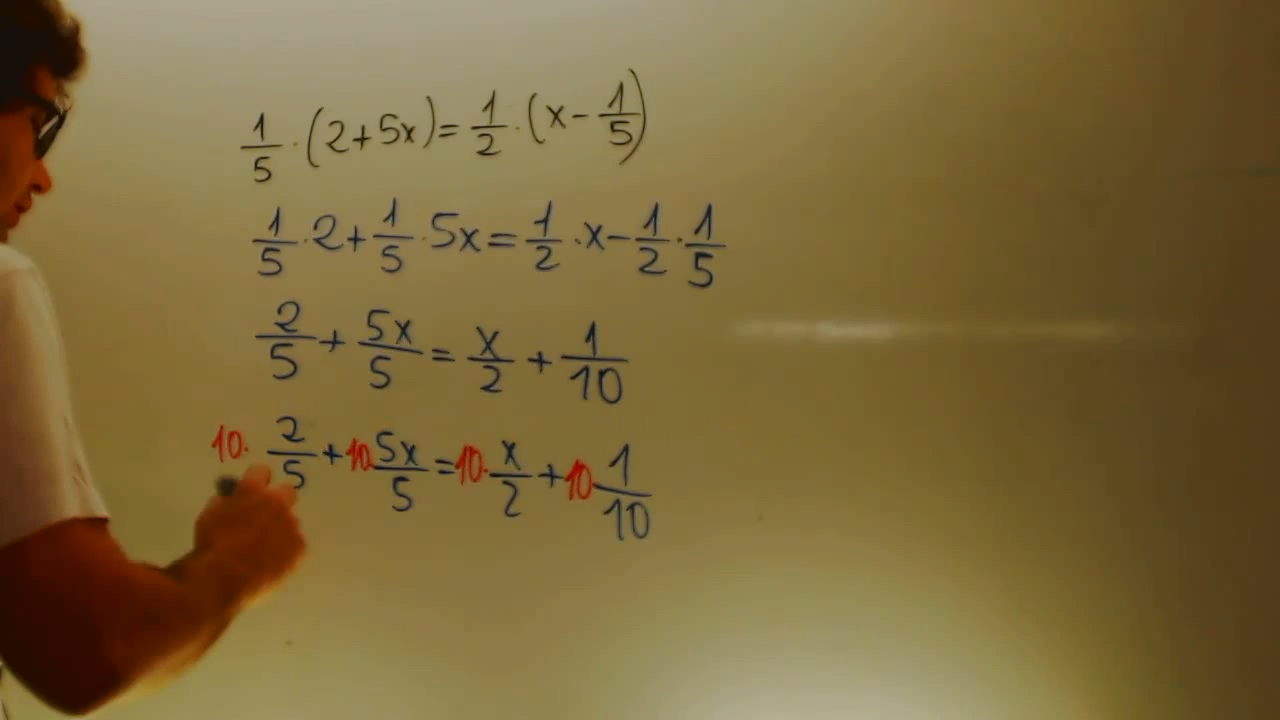 1/5 · (2+5x) = 1/2 · (x - 1/5)
1/5 · 2 + 1/5 · 5x = 1/2 · x - 1/2 · 1/5
2/5 + 5x/5 = x/2 + 1/10
10· 2/5 + 10· 5x/5 = 10· x/2 + 10 1/10